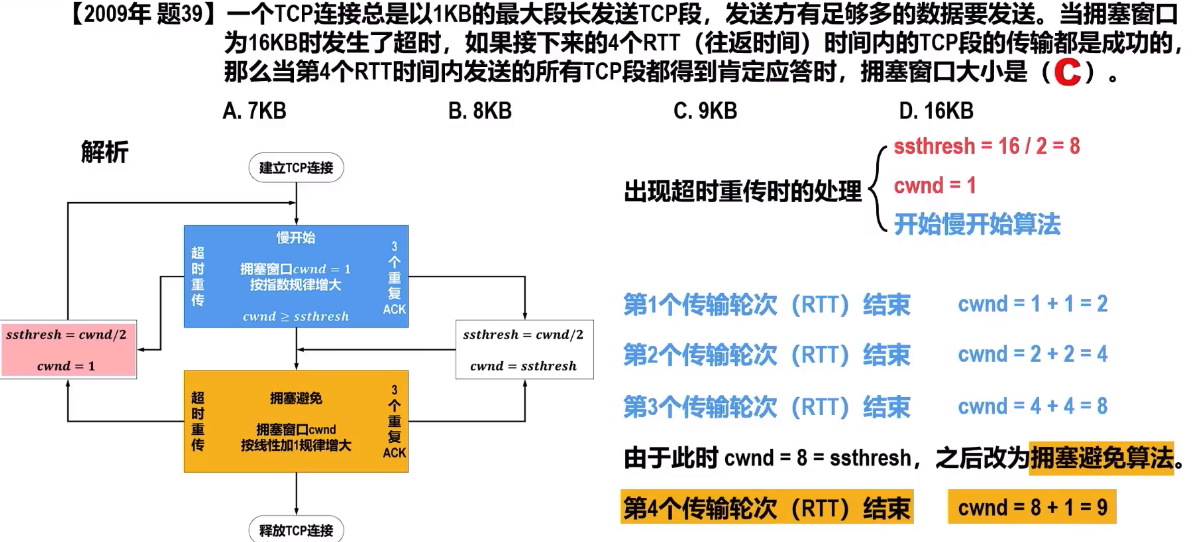 【2009年 题39】一个TCP连接总是以1KB的最大段长发送TCP段，发送方有足够多的数据要发送。当拥塞窗口
为16KB时发生了超时，如果接下来的4个RTT（往返时间）时间内的TCP段的传输都是成功的，
那么当第4个RTT时间内发送的所有TCP段都得到肯定应答时，拥塞窗口大小是（C）。
A. 7KB B. 8KB C. 9KB D. 16KB
解析
建立TCP连接
慢开始
超时重传
拥塞窗口cwnd = 1
按指数规律增大
cwnd ≥ ssthresh
3个重复ACK
ssthresh = cwnd/2
cwnd = 1
ssthresh = cwnd/2
cwnd = ssthresh
拥塞避免
超时重传
拥塞窗口cwnd
按线性加1规律增大
3个重复ACK
释放TCP连接
出现超时重传时的处理
ssthresh = 16 / 2 = 8
cwnd = 1
开始慢开始算法
第1个传输轮次（RTT）结束 cwnd = 1 + 1 = 2
第2个传输轮次（RTT）结束 cwnd = 2 + 2 = 4
第3个传输轮次（RTT）结束 cwnd = 4 + 4 = 8
由于此时 cwnd = 8 = ssthresh，之后改为拥塞避免算法。
第4个传输轮次（RTT）结束 cwnd = 8 + 1 = 9